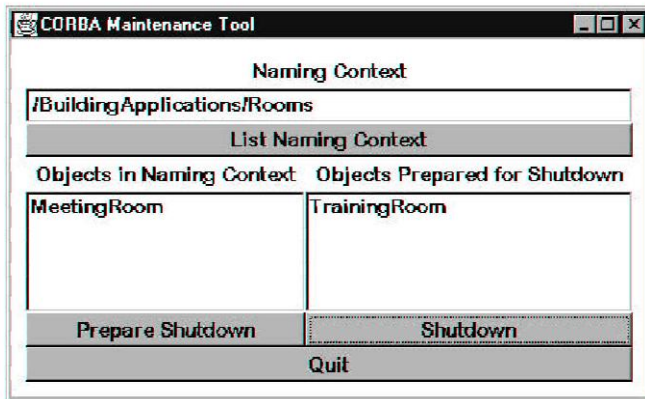 CORBA Maintenance Tool
Naming Context
/BuildingApplications/Rooms
List Naming Context
Objects in Naming Context Objects Prepared for Shutdown
MeetingRoom TrainingRoom
Prepare Shutdown Shutdown
Quit